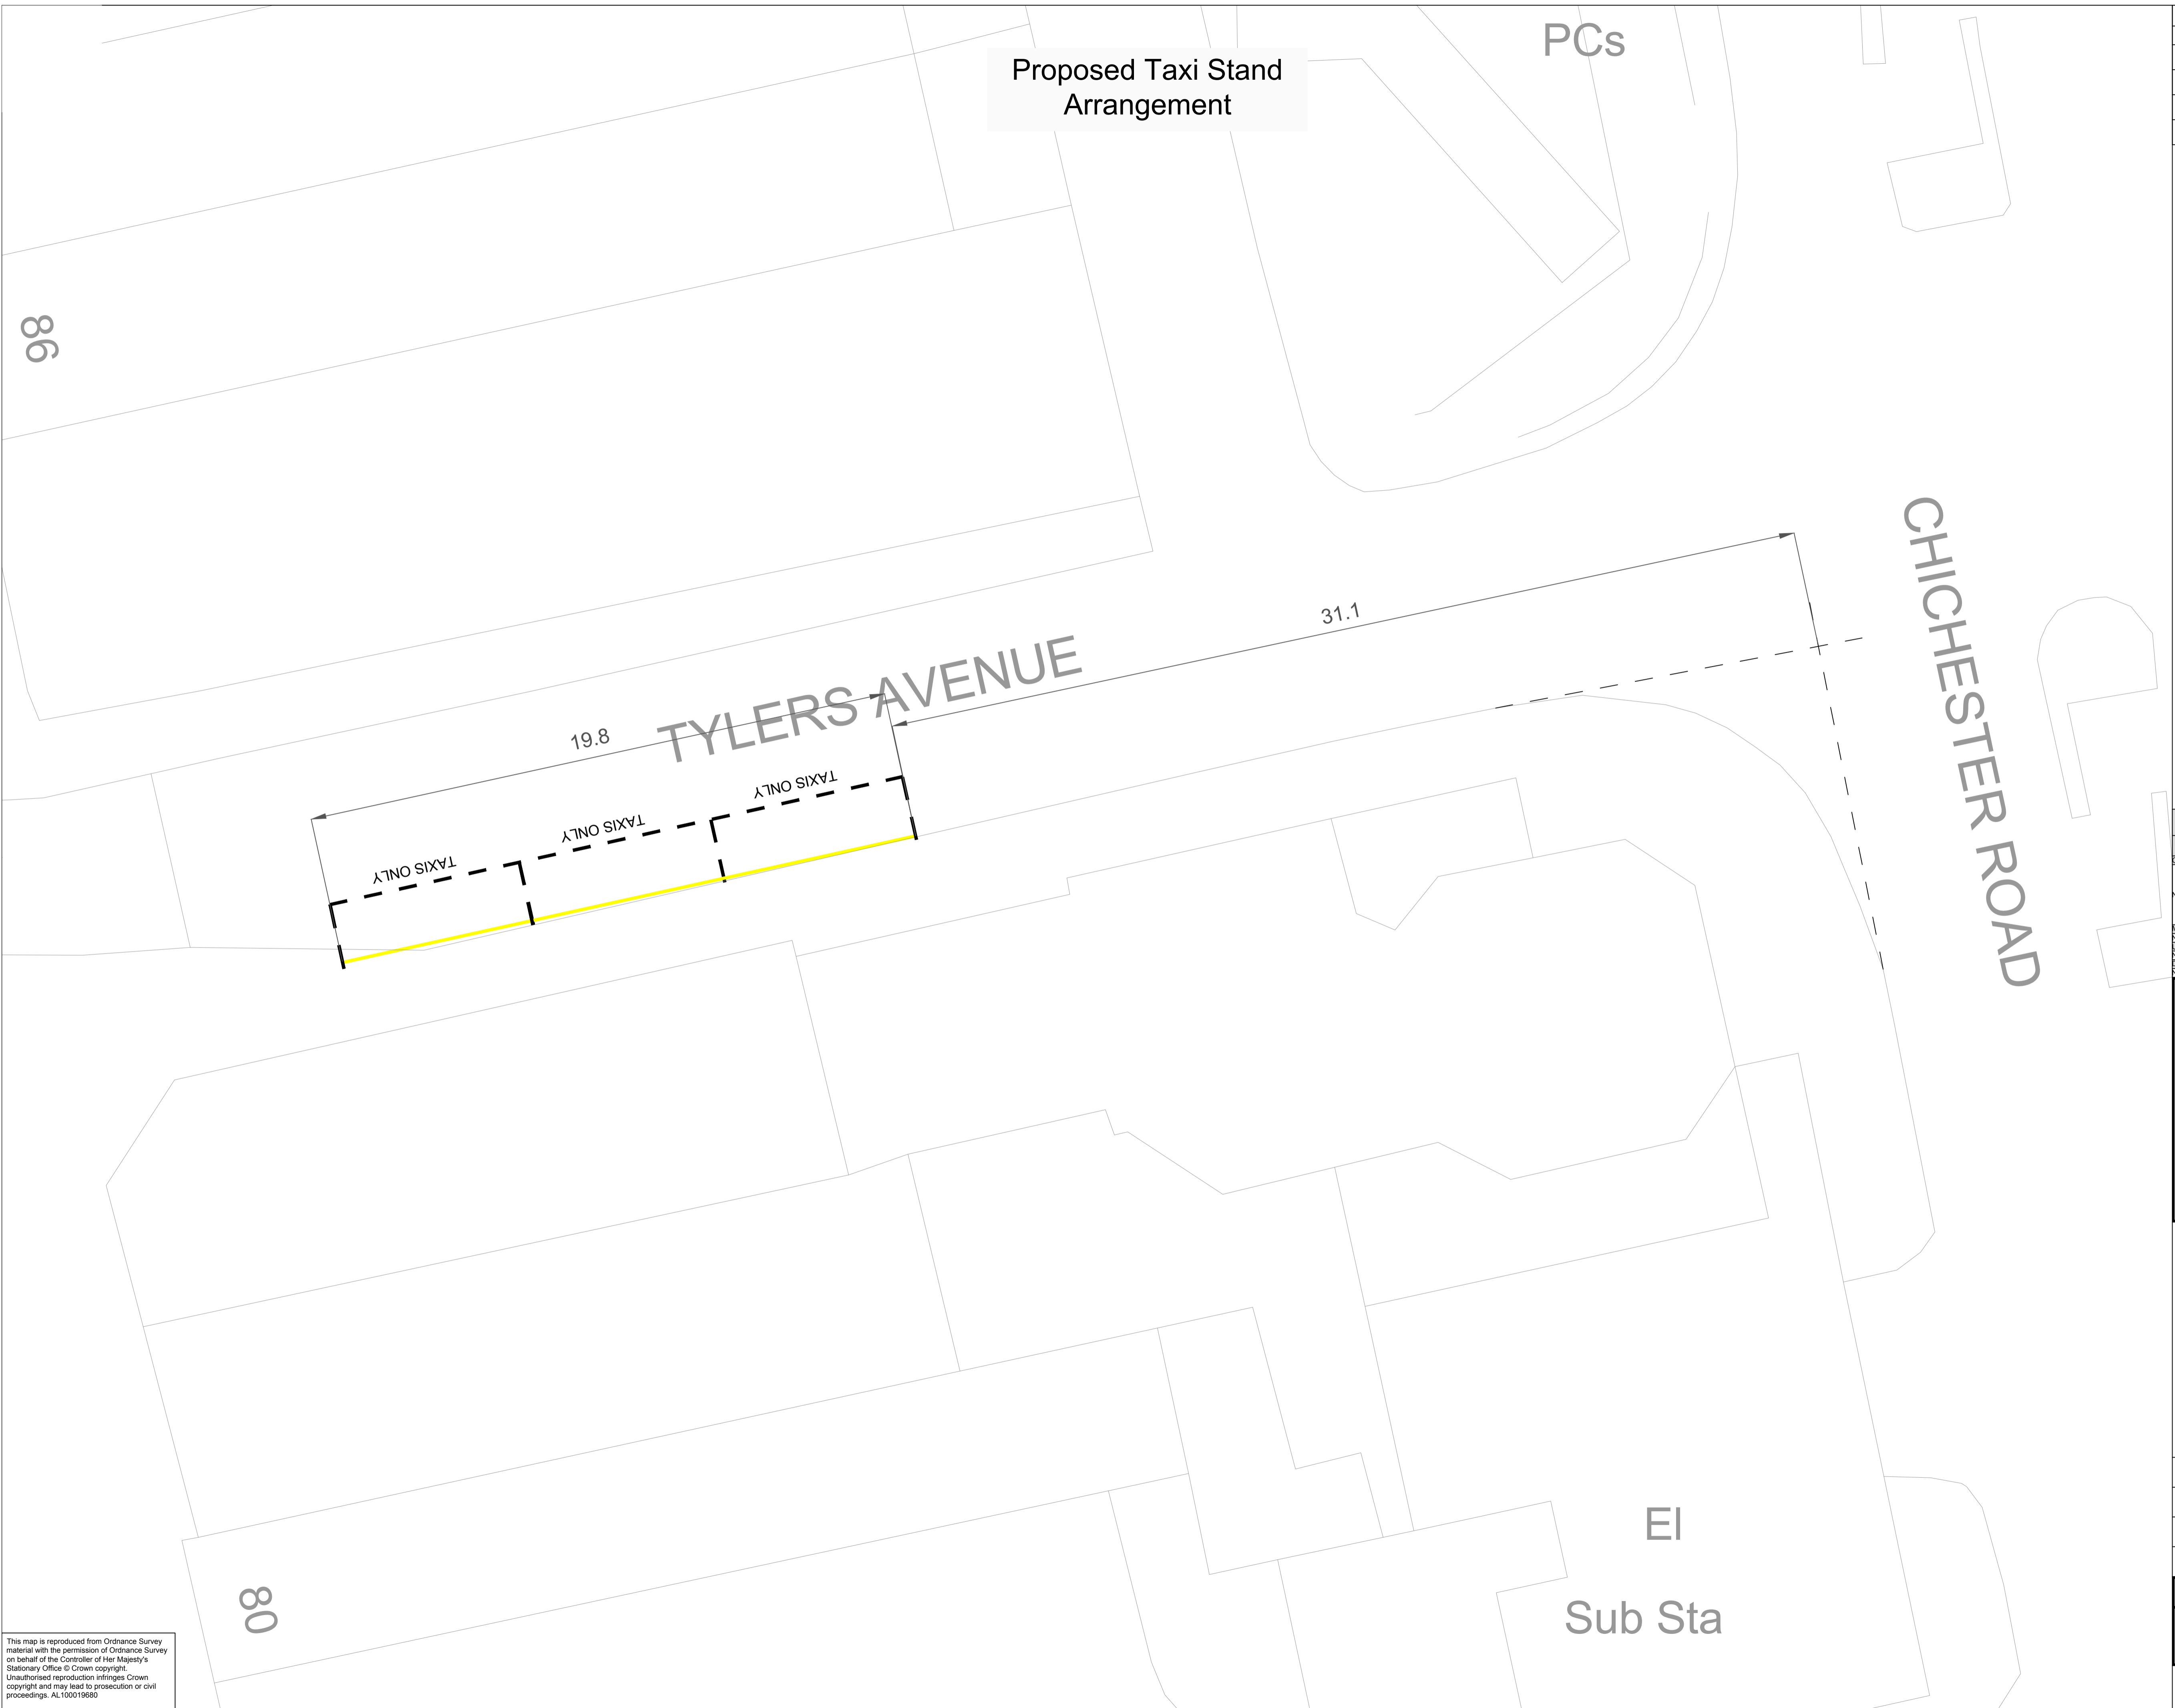 Proposed Taxi Stand
Arrangement
PCs
86
CHICHESTER ROAD
31.1
TYLERS AVENUE
19.8
TAXIS ONLY
TAXIS ONLY
TAXIS ONLY
El
Sub Sta
80
This map is reproduced from Ordnance Survey
material with the permission of Ordnance Survey
on behalf of the Controller of Her Majesty's
Stationary Office © Crown copyright.
Unauthorised reproduction infringes Crown
copyright and may lead to prosecution or civil
proceedings. AL100019680